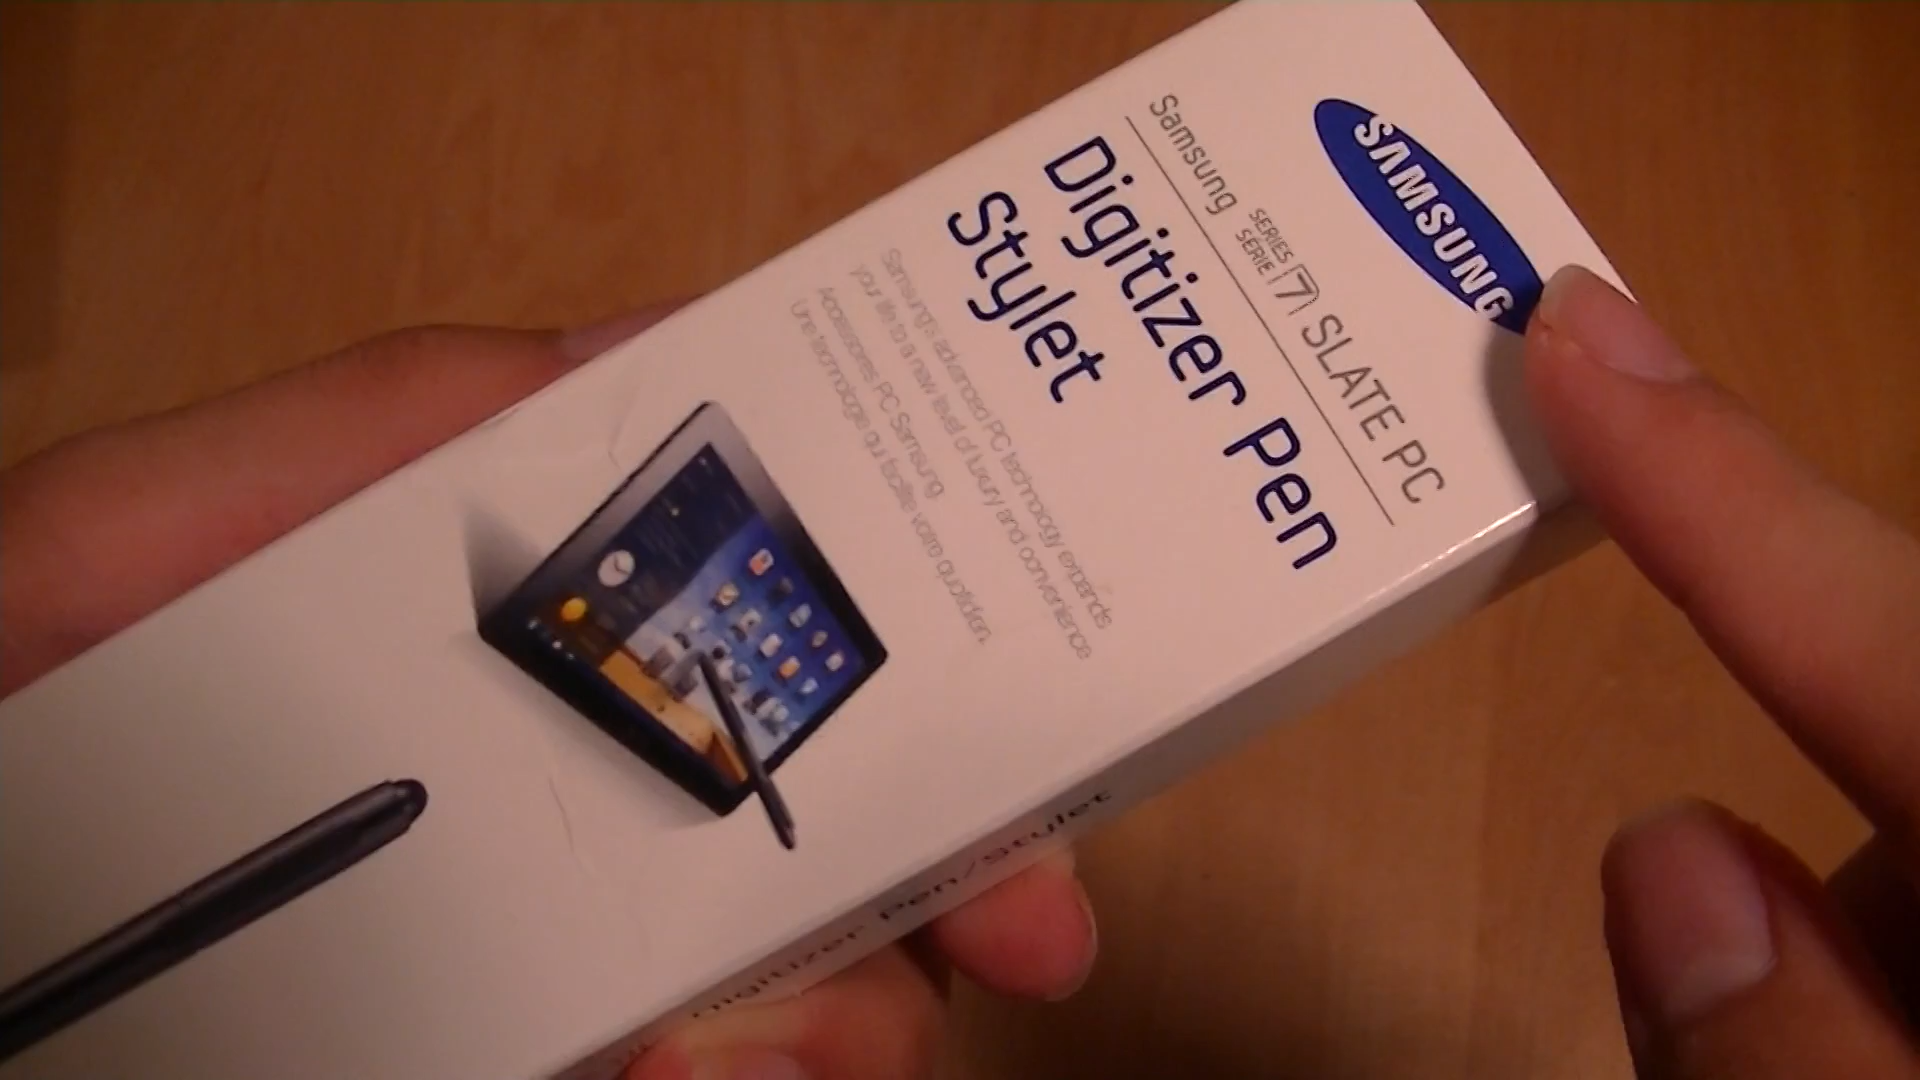 SAMSUNG
Samsung SERIES SÉRIE 7 SLATE PC
Digitizer Pen
Stylet
Samsung's advanced PC technology expands
your life to a new level of luxury and convenience
Accessoires PC Samsung
Une technologie qui facilite votre quotidien.
Digitizer Pen/Stylet